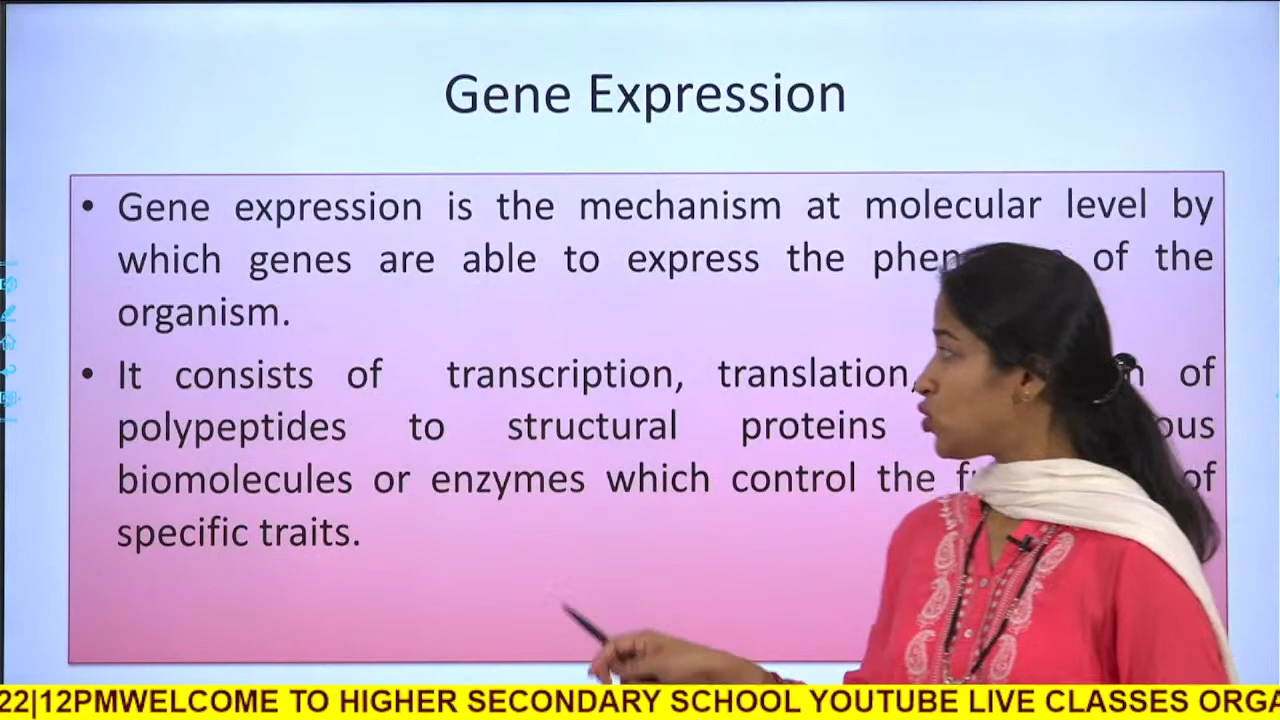 Gene Expression
• Gene expression is the mechanism at molecular level by
which genes are able to express the of the
organism.
• It consists of transcription, translation, of
polypeptides to structural proteins
biomolecules or enzymes which control the of
specific traits.
22|12PMWELCOME TO HIGHER SECONDARY SCHOOL YOUTUBE LIVE CLASSES ORGA